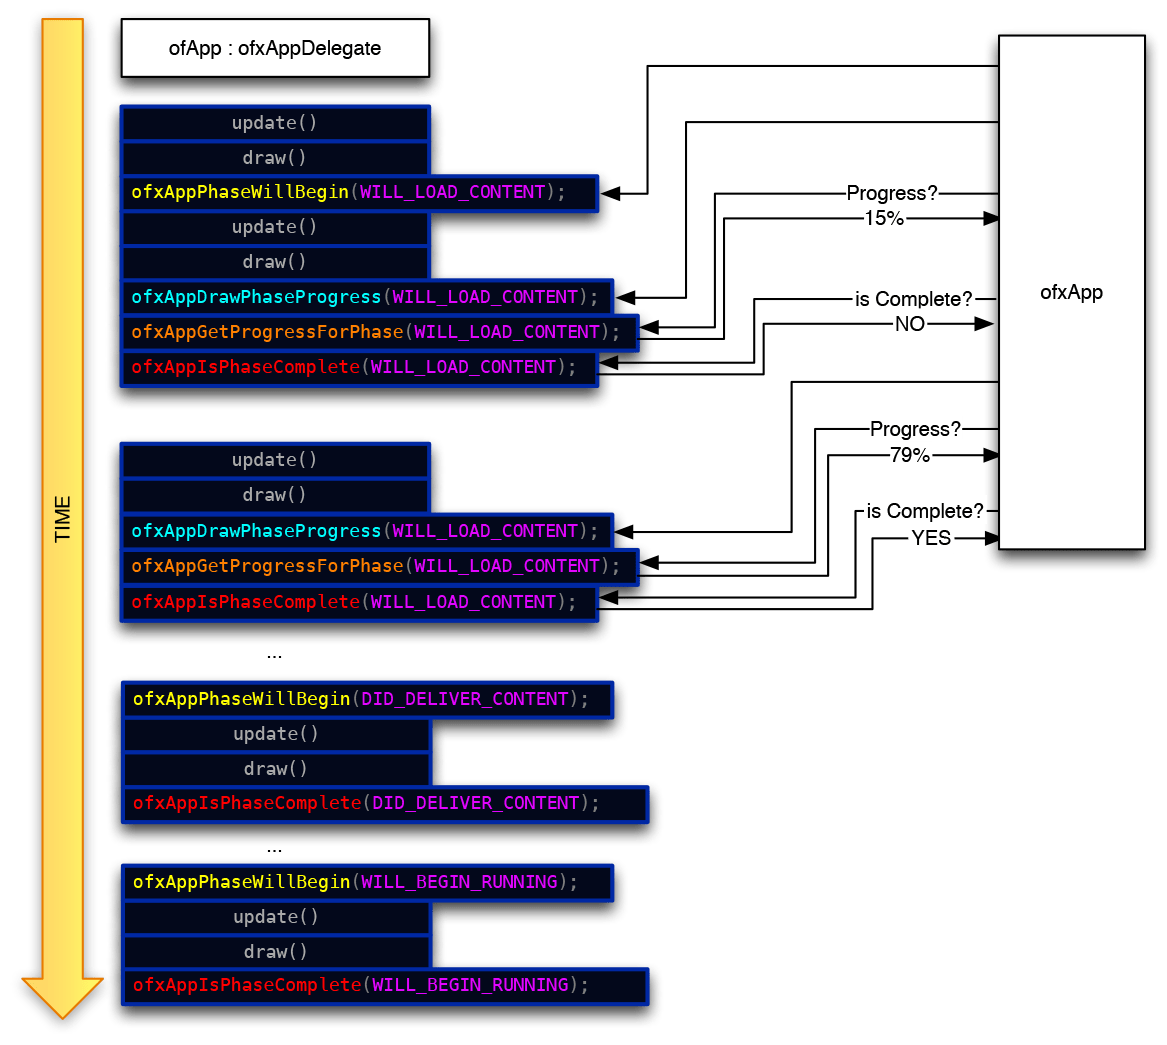 ofApp : ofxAppDelegate
update()
draw()
ofxAppPhaseWillBegin(WILL_LOAD_CONTENT);
Progress?
15%
update()
draw()
ofxAppDrawPhaseProgress(WILL_LOAD_CONTENT);
is Complete?
ofxApp
ofxAppGetProgressForPhase(WILL_LOAD_CONTENT);
NO
ofxAppIsPhaseComplete(WILL_LOAD_CONTENT);
Progress?
79%
update()
draw()
is Complete?
TIME
ofxAppDrawPhaseProgress(WILL_LOAD_CONTENT);
YES
ofxAppGetProgressForPhase(WILL_LOAD_CONTENT);
ofxAppIsPhaseComplete(WILL_LOAD_CONTENT);
...
ofxAppPhaseWillBegin(DID_DELIVER_CONTENT);
update()
draw()
ofxAppIsPhaseComplete(DID_DELIVER_CONTENT);
...
ofxAppPhaseWillBegin(WILL_BEGIN_RUNNING);
update()
draw()
ofxAppIsPhaseComplete(WILL_BEGIN_RUNNING);